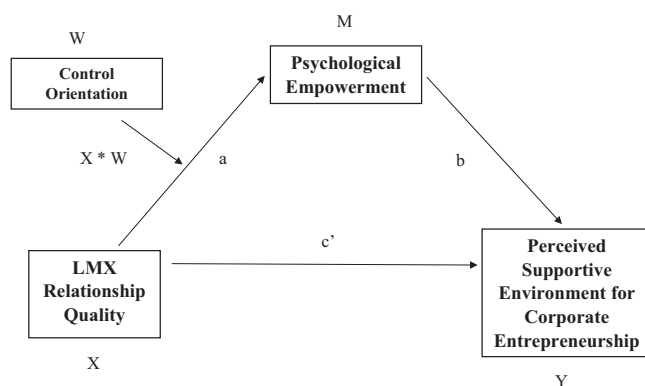 M
W
Psychological
Empowerment
Control
Orientation
X * W
a
b
c’
LMX
Relationship
Quality
Perceived
Supportive
Environment for
Corporate
Entrepreneurship
X
Y